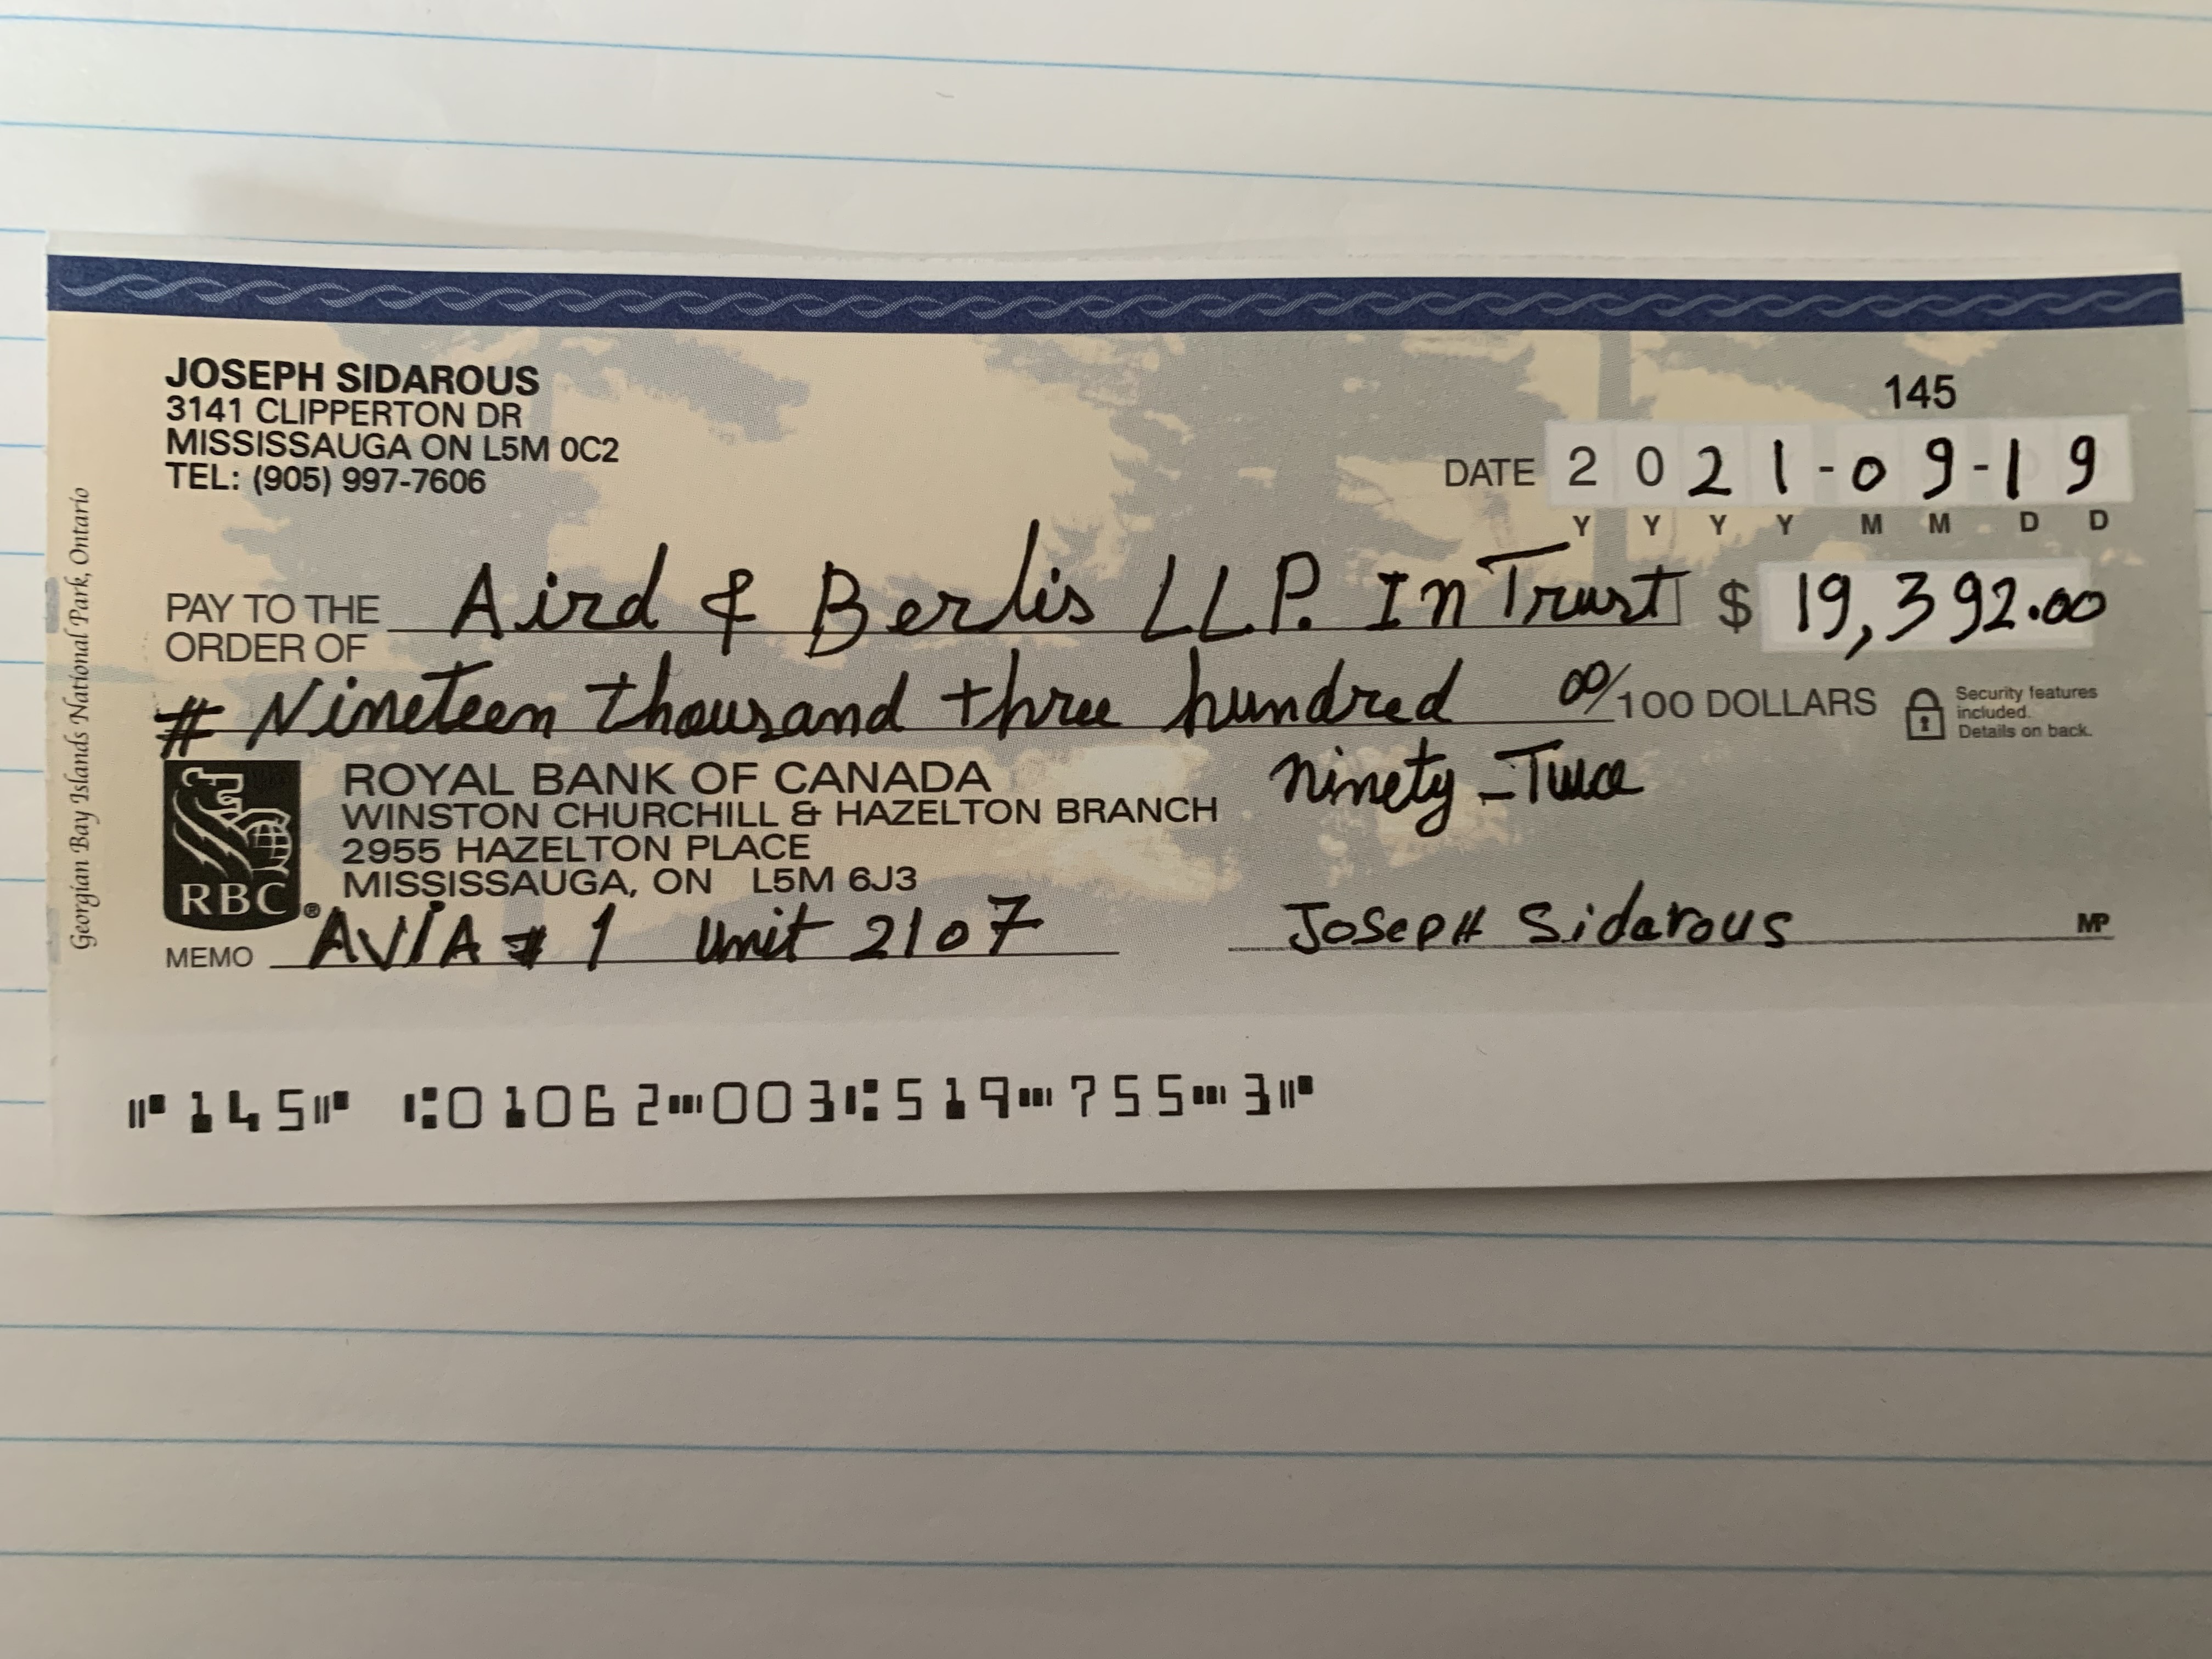 JOSEPH SIDAROUS
3141 CLIPPERTON DR
MISSISSAUGA ON L5M 0C2
TEL: (905) 997-7606
145
DATE 2021-09-19
Y Y Y Y M M D D
PAY TO THE ORDER OF Aird & Berlis LLP. In Trust $ 19,392.00
# Nineteen thousand three hundred 00/100 DOLLARS
Ninety-Two
Security features
included.
Details on back.
RBC®
ROYAL BANK OF CANADA
WINSTON CHURCHILL & HAZELTON BRANCH
2955 HAZELTON PLACE
MISSISSAUGA, ON L5M 6J3
MEMO AVIA #1 Unit 2107
Joseph Sidarous MP
Georgian Bay Islands National Park, Ontario
⑈145⑈ ⑆01062⑉003⑆519⑉755⑉3⑈